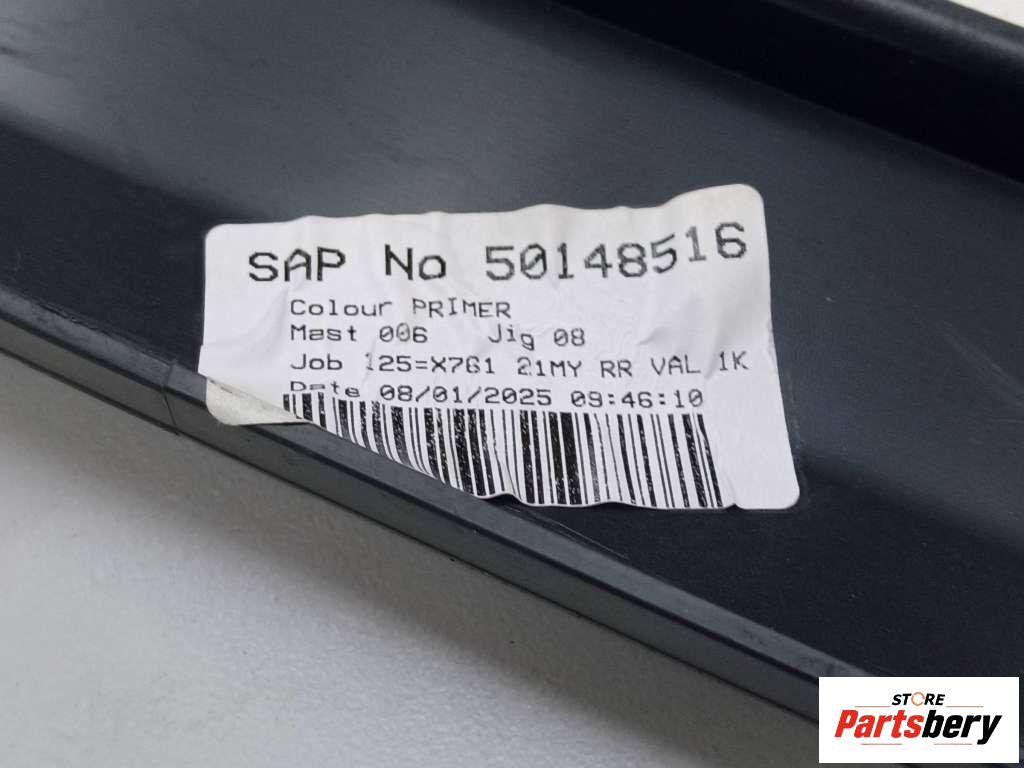 SAP No 50148516
Colour PRIMER
Mast 006 Jig 08
Job 125=X7G1 21MY RR VAL 1K
Date 08/01/2025 09:46:10
STORE
Partsbery